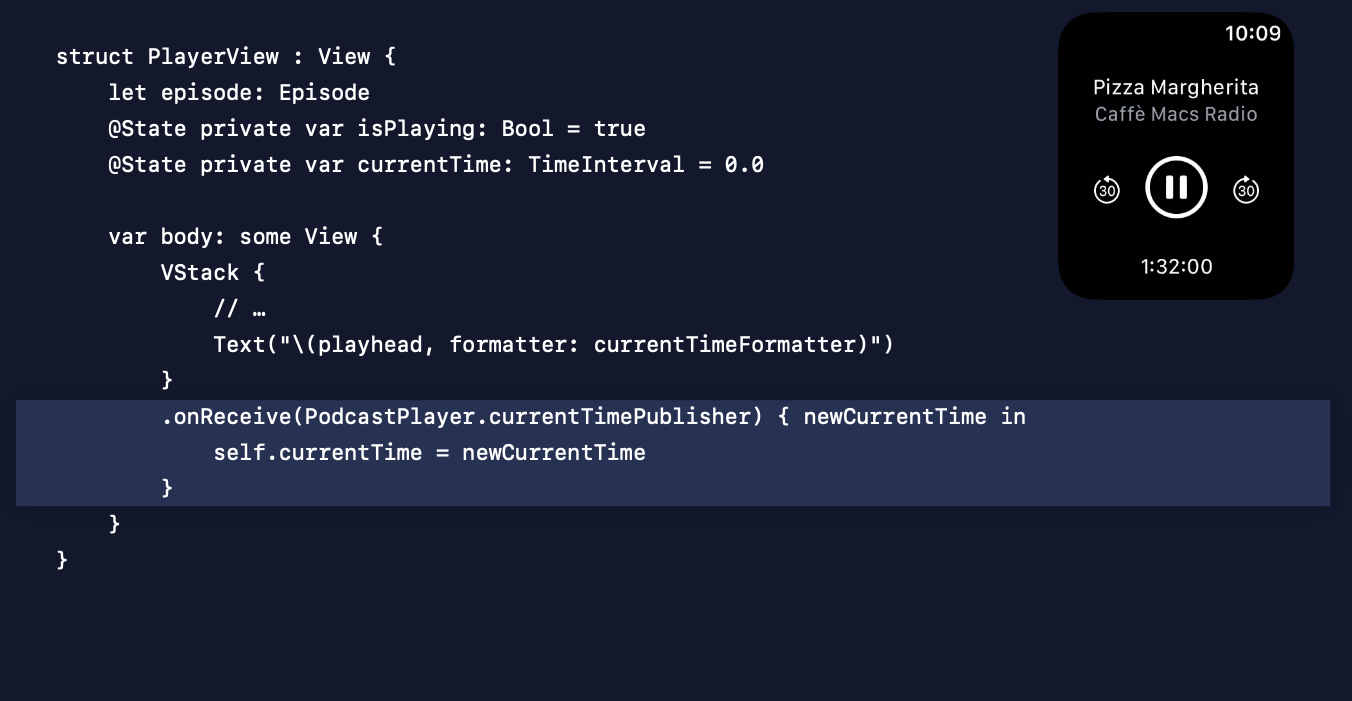 struct PlayerView : View {
    let episode: Episode
    @State private var isPlaying: Bool = true
    @State private var currentTime: TimeInterval = 0.0

    var body: some View {
        VStack {
            // …
            Text("\(playhead, formatter: currentTimeFormatter)")
        }
        .onReceive(PodcastPlayer.currentTimePublisher) { newCurrentTime in
            self.currentTime = newCurrentTime
        }
    }
}
10:09
Pizza Margherita
Caffè Macs Radio
30 30
1:32:00